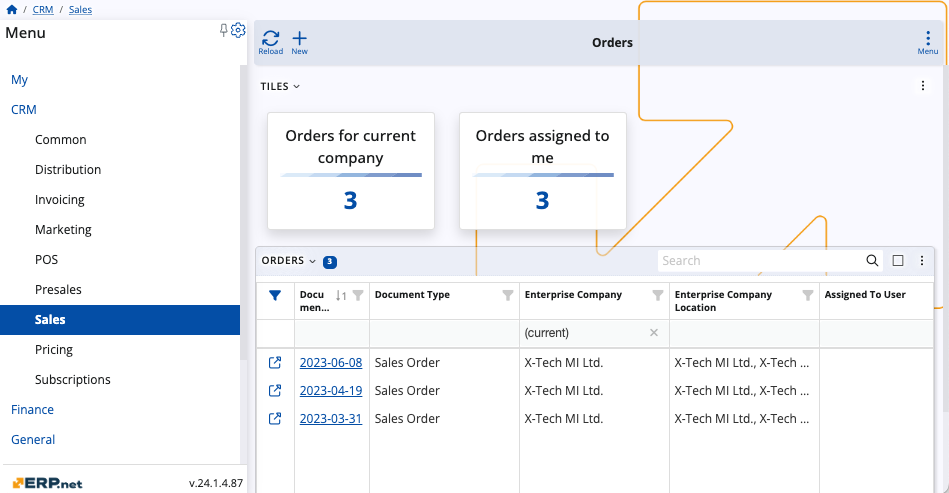 / CRM / Sales
Menu
My
CRM
Common
Distribution
Invoicing
Marketing
POS
Presales
Sales
Pricing
Subscriptions
Finance
General
ERP.net
v.24.1.4.87
Reload
New
Orders
Menu
TILES
Orders for current
company
3
Orders assigned to
me
3
ORDERS 3
Search
Docu
men...
1
Document Type
Enterprise Company
Enterprise Company
Location
Assigned To User
(current)
2023-06-08 Sales Order X-Tech MI Ltd. X-Tech MI Ltd., X-Tech ...
2023-04-19 Sales Order X-Tech MI Ltd. X-Tech MI Ltd., X-Tech ...
2023-03-31 Sales Order X-Tech MI Ltd. X-Tech MI Ltd., X-Tech ...